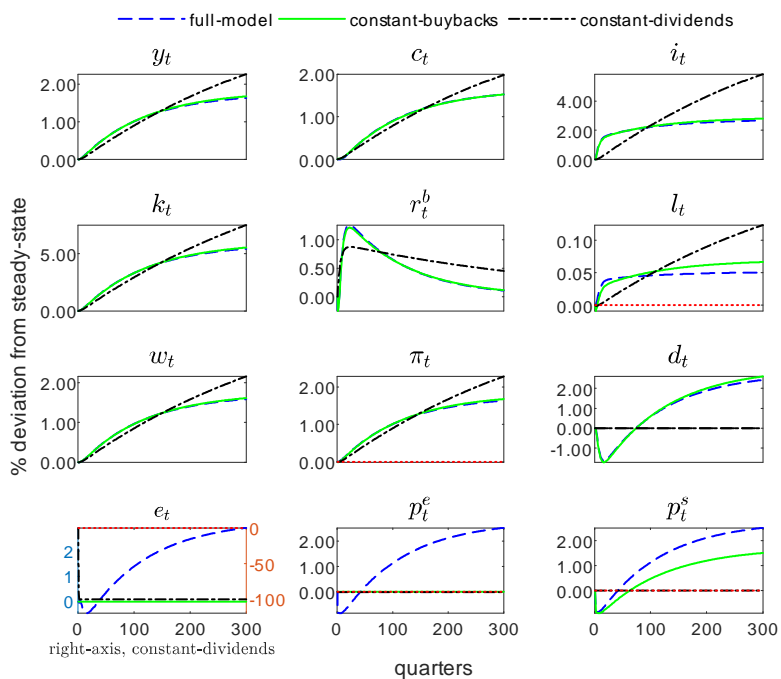 full-model constant-buybacks constant-dividends
y_t c_t i_t
2.00 1.00 0.00
2.00 1.00 0.00
4.00 2.00 0.00
k_t r_t^b l_t
5.00 0.00
1.00 0.50 0.00
0.10 0.05 0.00
% deviation from steady-state
w_t π_t d_t
2.00 1.00 0.00
2.00 1.00 0.00
2.00 1.00 0.00 -1.00
e_t p_t^e p_t^s
2 1 0
0 -50 -100
2.00 1.00 0.00
2.00 1.00 0.00
0 100 200 300
0 100 200 300
0 100 200 300
right-axis, constant-dividends
quarters